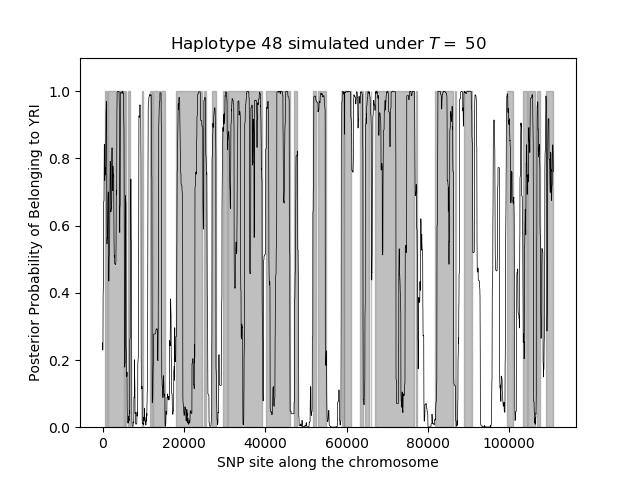 Haplotype 48 simulated under T = 50
Posterior Probability of Belonging to YRI
1.0
0.8
0.6
0.4
0.2
0.0
0 20000 40000 60000 80000 100000
SNP site along the chromosome